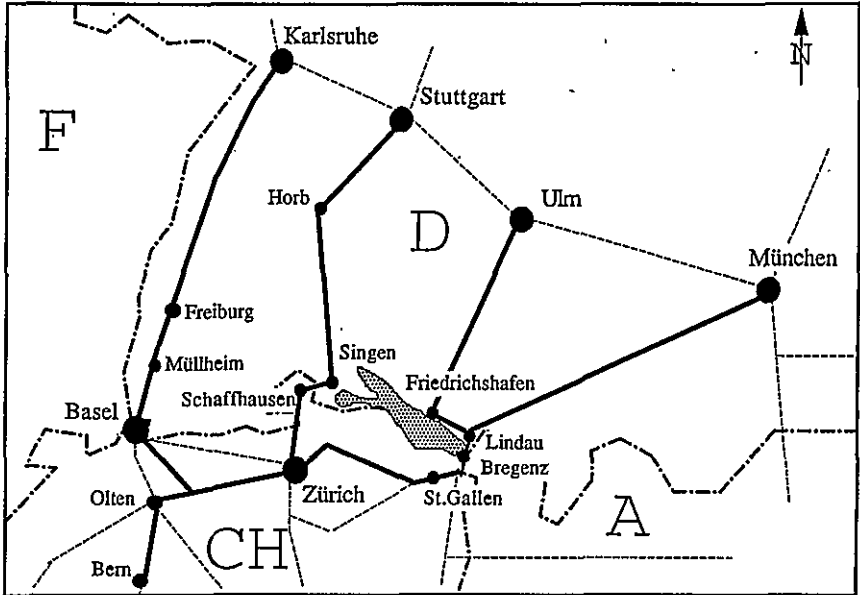 Karlsruhe
N
Stuttgart
F
Horb
D
Ulm
München
Freiburg
Müllheim
Singen
Schaffhausen
Friedrichshafen
Basel
Lindau
Bregenz
Olten
Zürich
St.Gallen
CH
A
Bern